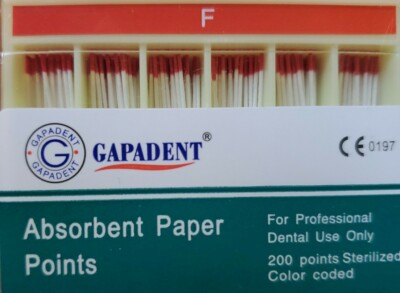 F
GAPADENT
G
GAPADENT
GAPADENT®
CE 0197
Absorbent Paper
Points
For Professional
Dental Use Only
200 points Sterilized
Color coded